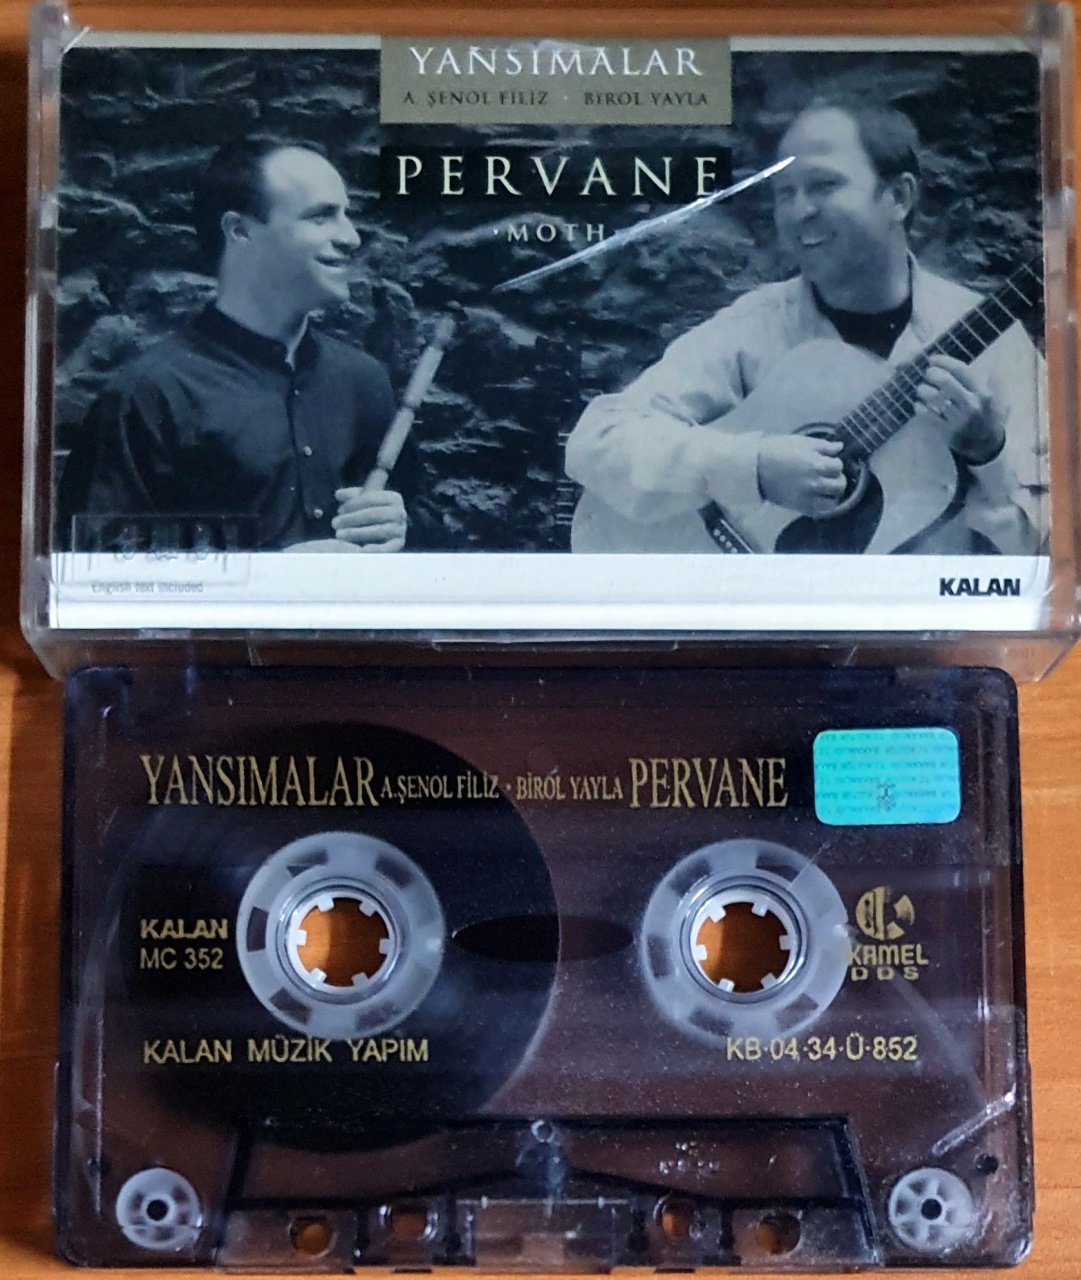 YANSIMALAR
A. ŞENOL FİLİZ · BİROL YAYLA
PERVANE
·MOTH·
English text included
KALAN
YANSIMALAR A.ŞENOL FİLİZ · BİROL YAYLA PERVANE
KALAN
MC 352
KAMEL
DDS
KALAN MÜZİK YAPIM
KB·04·34·Ü·852